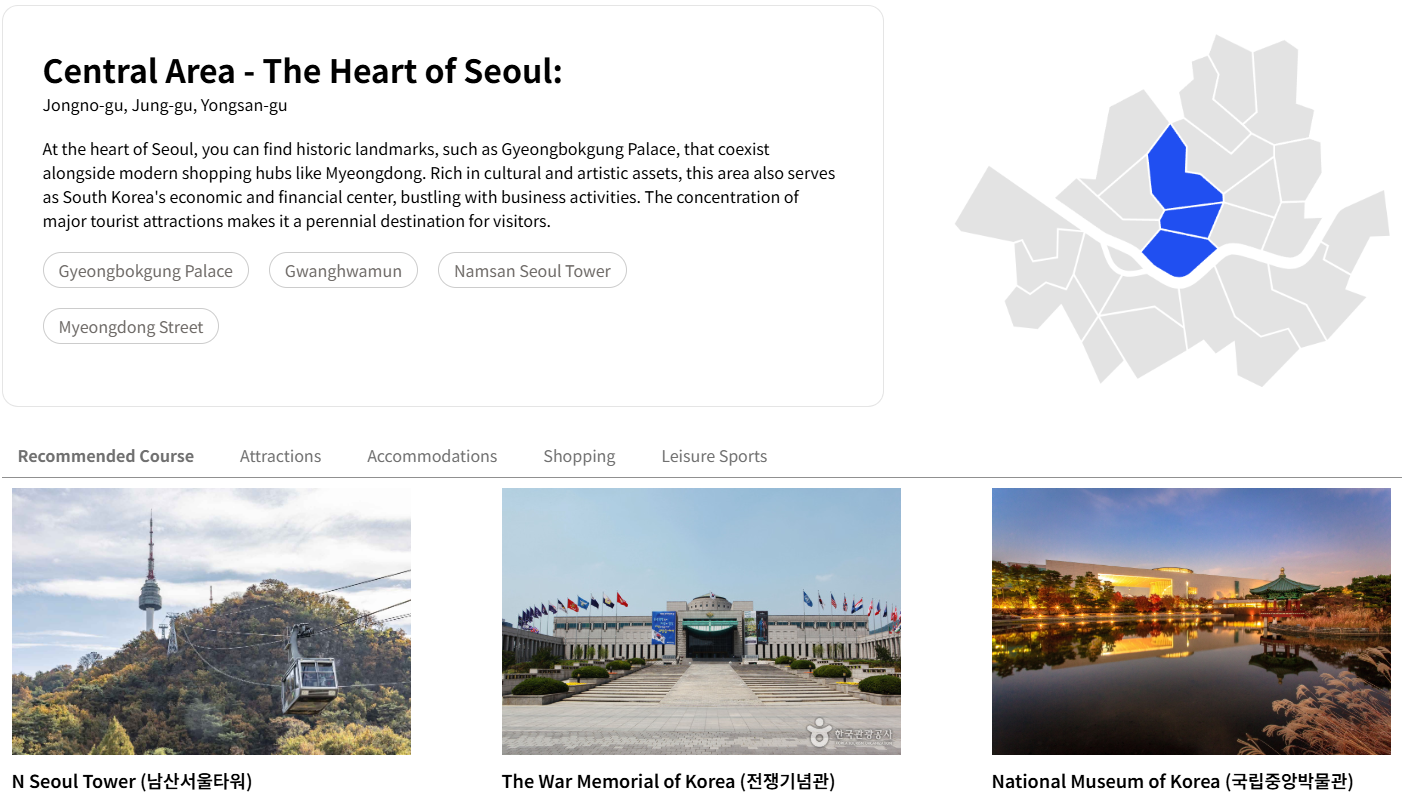 Central Area - The Heart of Seoul:
Jongno-gu, Jung-gu, Yongsan-gu
At the heart of Seoul, you can find historic landmarks, such as Gyeongbokgung Palace, that coexist
alongside modern shopping hubs like Myeongdong. Rich in cultural and artistic assets, this area also serves
as South Korea's economic and financial center, bustling with business activities. The concentration of
major tourist attractions makes it a perennial destination for visitors.
Gyeongbokgung Palace Gwanghwamun Namsan Seoul Tower
Myeongdong Street
Recommended Course Attractions Accommodations Shopping Leisure Sports
한국관광공사
N Seoul Tower (남산서울타워) The War Memorial of Korea (전쟁기념관) National Museum of Korea (국립중앙박물관)